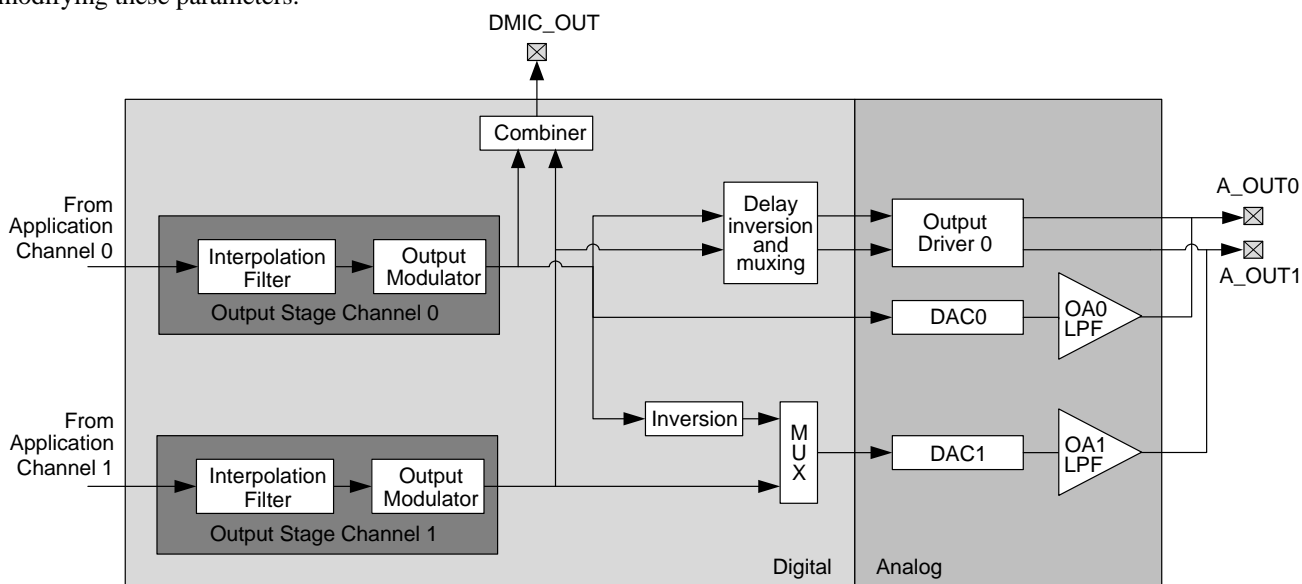 modifying these parameters.
DMIC_OUT
Combiner
From
Application
Channel 0
Interpolation
Filter
Output
Modulator
Output Stage Channel 0
Delay
inversion
and
muxing
Output
Driver 0
A_OUT0
A_OUT1
DAC0
OA0
LPF
From
Application
Channel 1
Interpolation
Filter
Output
Modulator
Output Stage Channel 1
Inversion
M
U
X
DAC1
OA1
LPF
Digital
Analog